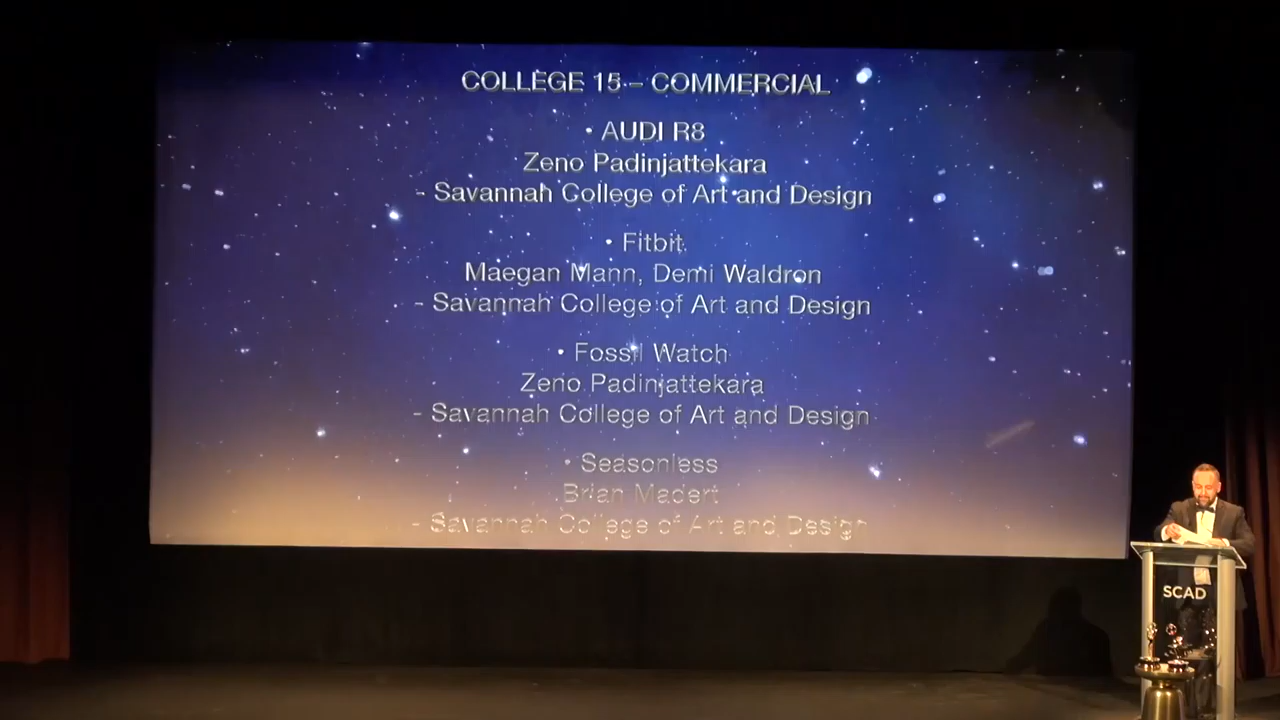 COLLEGE 15 – COMMERCIAL
• AUDI R8
Zeno Padinjattekara
- Savannah College of Art and Design
• Fitbit
Maegan Mann, Demi Waldron
- Savannah College of Art and Design
• Fossil Watch
Zeno Padinjattekara
- Savannah College of Art and Design
• Seasonless
Brian Madert
- Savannah College of Art and Design
SCAD